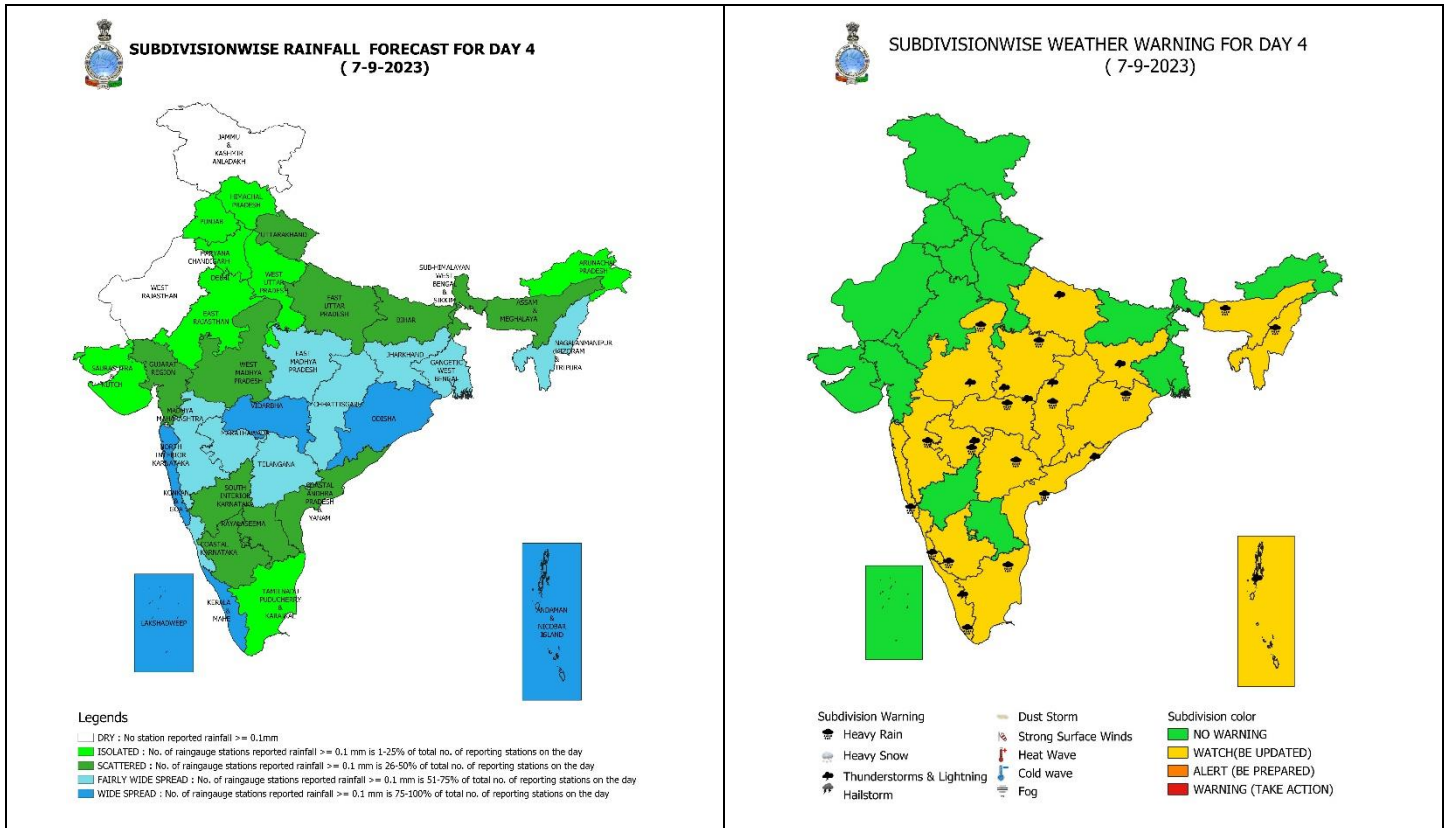 SUBDIVISIONWISE RAINFALL FORECAST FOR DAY 4
( 7-9-2023)
JAMMU
&
KASHMIR
ANLADAKH
HIMACHAL
PRADESH
PUNJAB
UTTARAKHAND
HARYANA
CHANDIGARH &
DELHI
WEST
UTTAR
PRADESH
WEST
RAJASTHAN
EAST
RAJASTHAN
EAST
UTTAR
PRADESH
BIHAR
SUB-HIMALAYAN
WEST
BENGAL
&
SIKKIM
ARUNACHAL
PRADESH
ASSAM
&
MEGHALAYA
MIZORAM
&
TRIPURA
SAURASHTRA
&
KUTCH
GUJARAT
REGION
WEST
MADHYA
PRADESH
EAST
MADHYA
PRADESH
JHARKHAND
GANGETIC
WEST
BENGAL
CHHATTISGARH
ODISHA
VIDARBHA
MADHYA
MAHARASHTRA
MARATHAWADA
NORTH
INTERIOR
KARNATAKA
TELANGANA
KONKAN
&
GOA
SOUTH
INTERIOR
KARNATAKA
COASTAL
ANDHRA
PRADESH
&
YANAM
RAYALASEEMA
COASTAL
KARNATAKA
TAMILNADU
PUDUCHERRY
&
KARAIKAL
KERALA
&
MAHE
LAKSHADWEEP
ANDAMAN
&
NICOBAR
ISLAND
Legends
DRY : No station reported rainfall >= 0.1mm
ISOLATED : No. of raingauge stations reported rainfall >= 0.1 mm is 1-25% of total no. of reporting stations on the day
SCATTERED : No. of raingauge stations reported rainfall >= 0.1 mm is 26-50% of total no. of reporting stations on the day
FAIRLY WIDE SPREAD : No. of raingauge stations reported rainfall >= 0.1 mm is 51-75% of total no. of reporting stations on the day
WIDE SPREAD : No. of raingauge stations reported rainfall >= 0.1 mm is 75-100% of total no. of reporting stations on the day
SUBDIVISIONWISE WEATHER WARNING FOR DAY 4
( 7-9-2023)
Subdivision Warning
Heavy Rain
Heavy Snow
Thunderstorms & Lightning
Hailstorm
Dust Storm
Strong Surface Winds
Heat Wave
Cold wave
Fog
Subdivision color
NO WARNING
WATCH(BE UPDATED)
ALERT (BE PREPARED)
WARNING (TAKE ACTION)